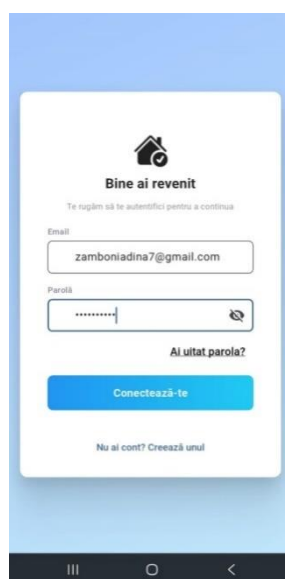 Bine ai revenit
Te rugăm să te autentifici pentru a continua
Email
zamboniadina7@gmail.com
Parolă
••••••••••
Ai uitat parola?
Conectează-te
Nu ai cont? Creează unul